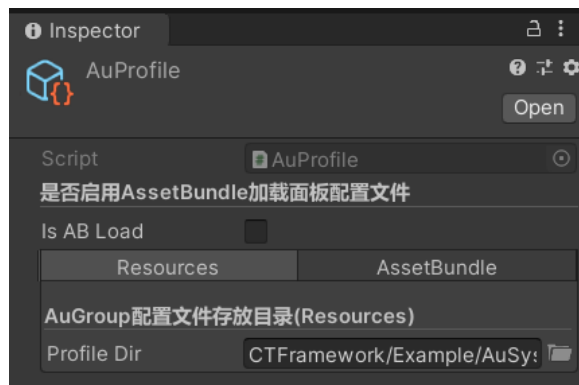 Inspector
AuProfile
Open
Script AuProfile
是否启用AssetBundle加载面板配置文件
Is AB Load
Resources AssetBundle
AuGroup配置文件存放目录(Resources)
Profile Dir CTFramework/Example/AuSys